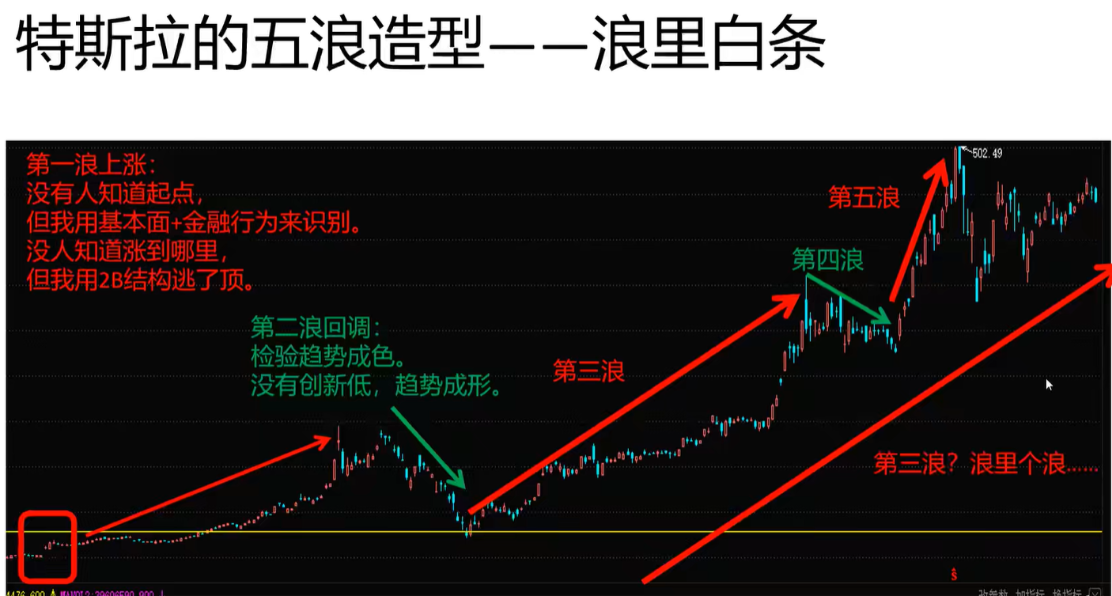 特斯拉的五浪造型——浪里白条
第一浪上涨：
没有人知道起点，
但我用基本面+金融行为来识别。
没人知道涨到哪里，
但我用2B结构逃了顶。
502.49
第五浪
第四浪
第二浪回调：
检验趋势成色。
没有创新低，趋势成形。
第三浪
第三浪？浪里个浪……